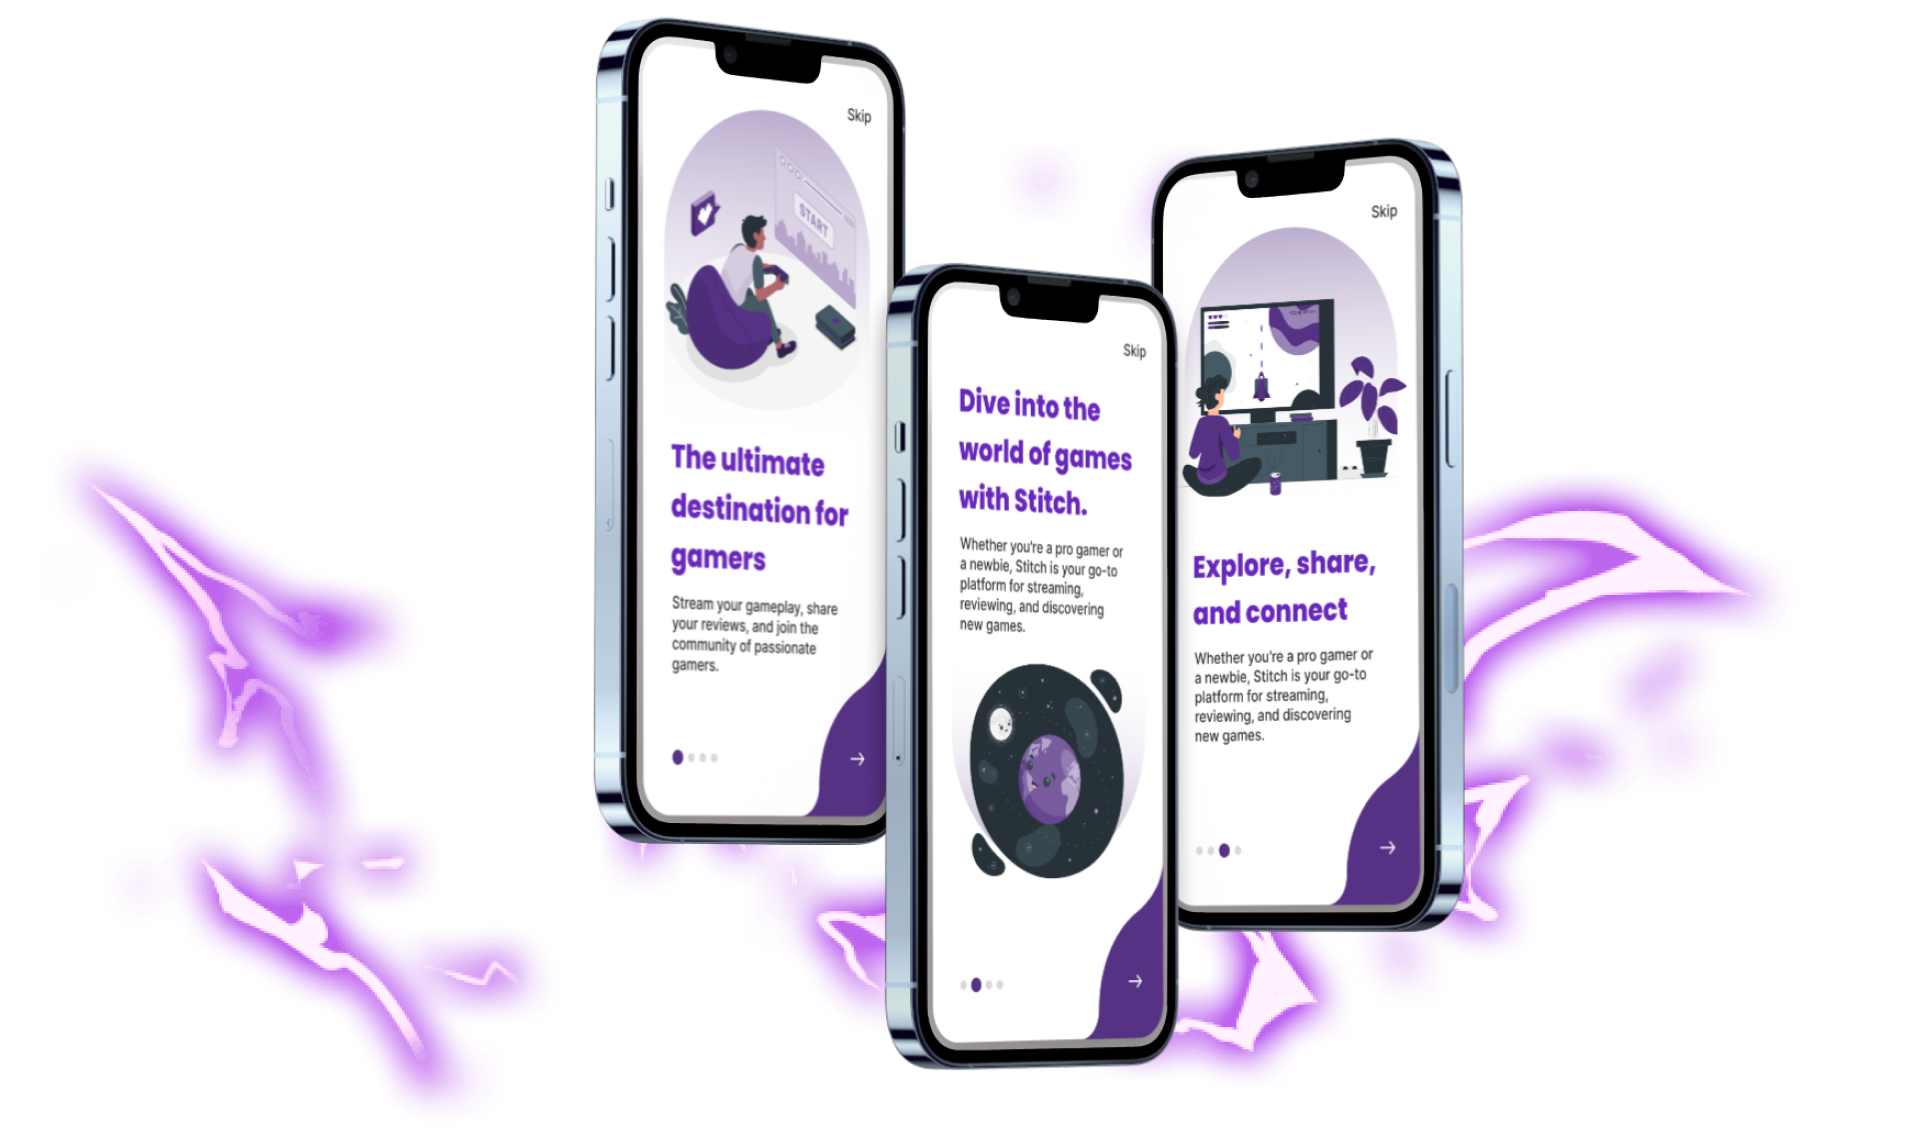 Skip
START
The ultimate
destination for
gamers
Stream your gameplay, share
your reviews, and join the
community of passionate
gamers.
Skip
Dive into the
world of games
with Stitch.
Whether you're a pro gamer or
a newbie, Stitch is your go-to
platform for streaming,
reviewing, and discovering
new games.
Skip
Explore, share,
and connect
Whether you're a pro gamer or
a newbie, Stitch is your go-to
platform for streaming,
reviewing, and discovering
new games.